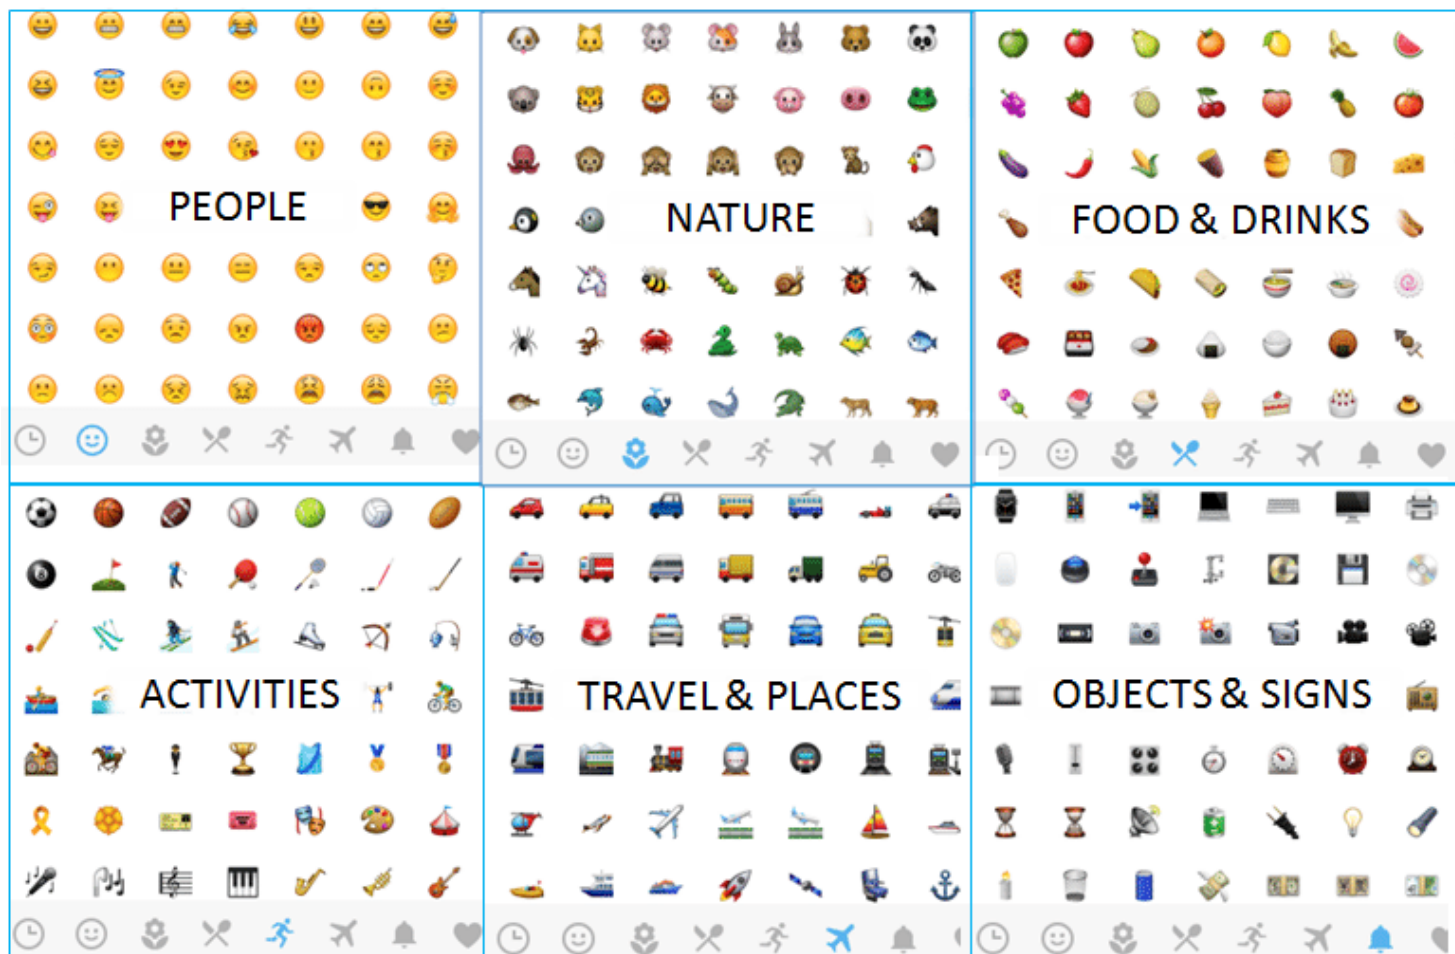 PEOPLE
NATURE
FOOD & DRINKS
ACTIVITIES
TRAVEL & PLACES
OBJECTS & SIGNS